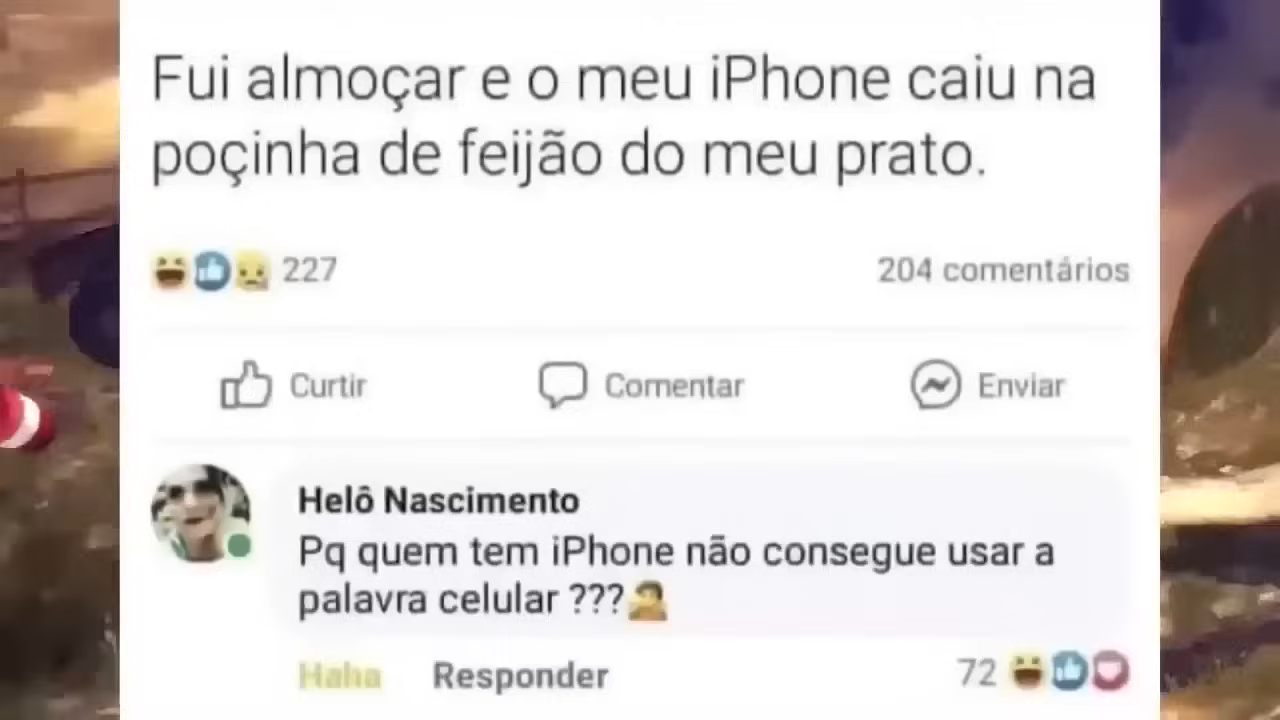 Fui almoçar e o meu iPhone caiu na
poçinha de feijão do meu prato.
227
204 comentários
Curtir
Comentar
Enviar
Helô Nascimento
Pq quem tem iPhone não consegue usar a
palavra celular ???
Haha Responder
72